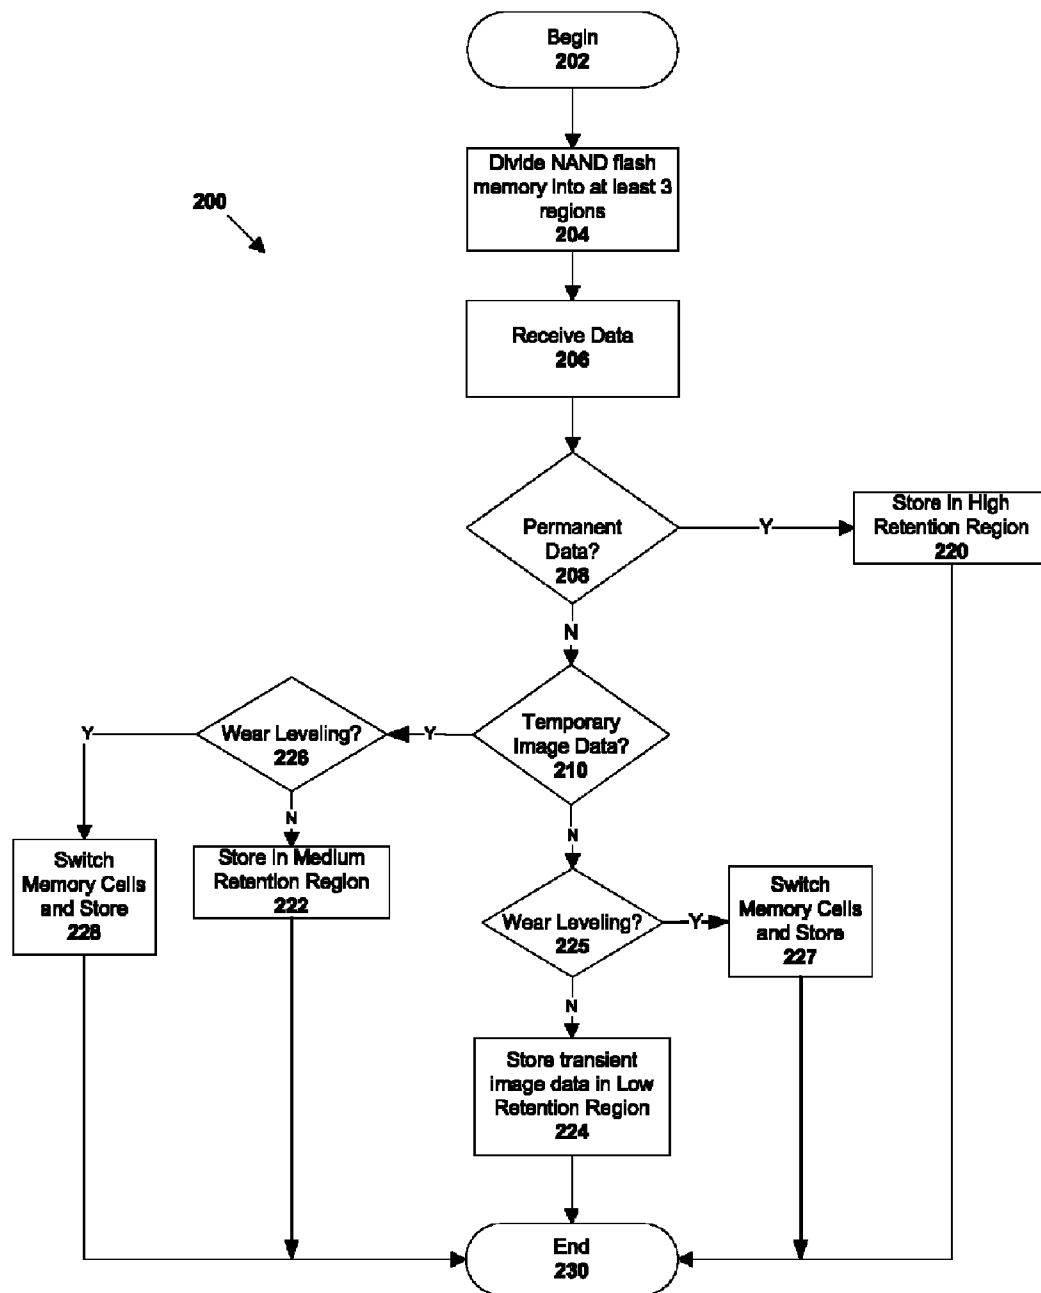 Begin
202
Divide NAND flash
memory into at least 3
regions
204
200
Receive Data
206
Permanent
Data?
208
Y
Store in High
Retention Region
220
N
Temporary
Image Data?
210
Y
Wear Leveling?
226
Y
N
N
Switch
Memory Cells
and Store
228
Store in Medium
Retention Region
222
Wear Leveling?
225
Y
Switch
Memory Cells
and Store
227
N
Store transient
image data in Low
Retention Region
224
End
230